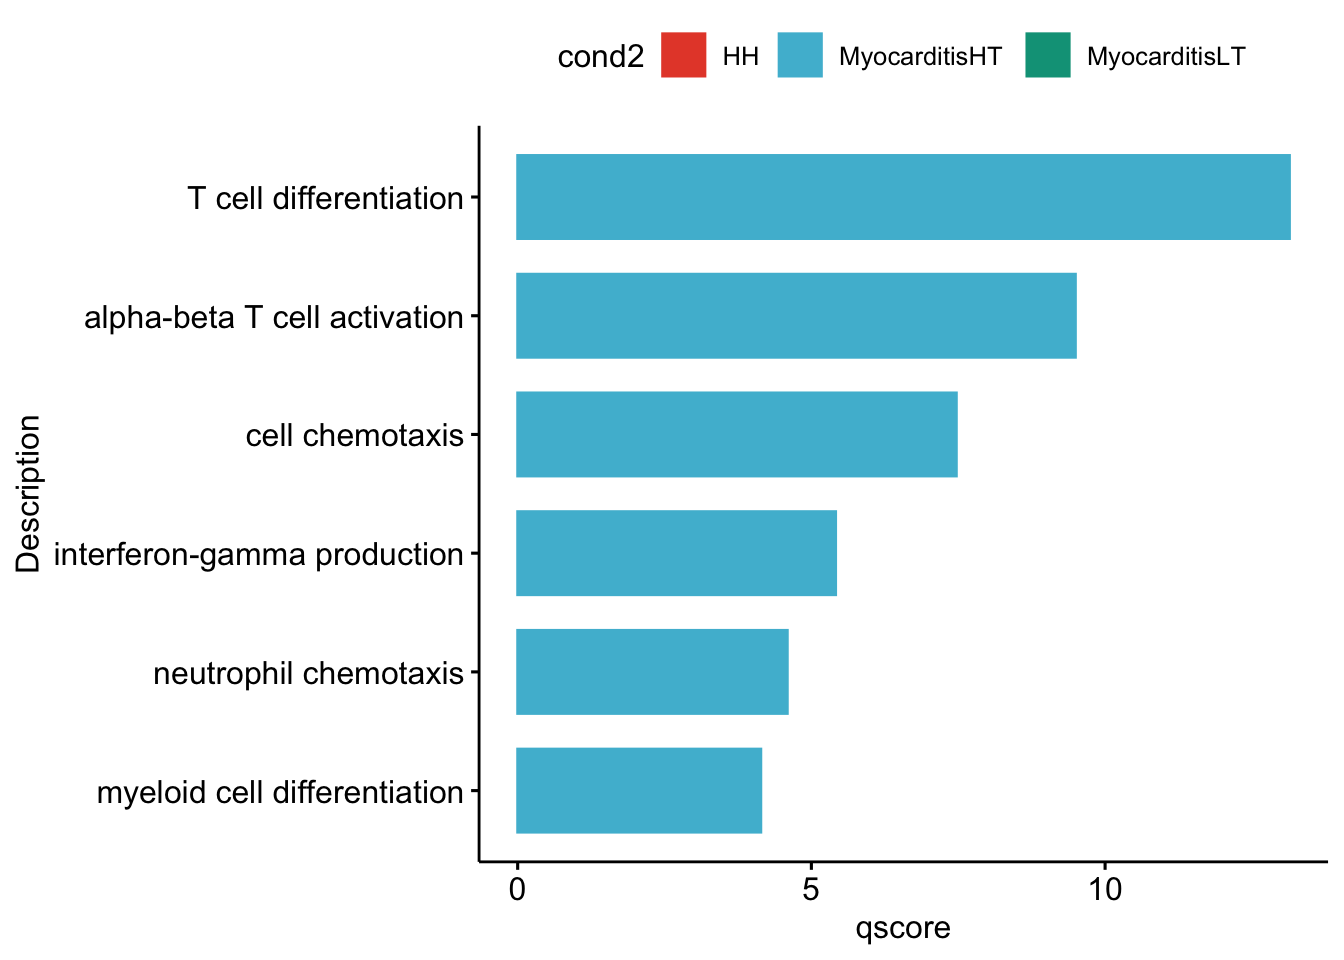 cond2 HH MyocarditisHT MyocarditisLT
T cell differentiation
alpha-beta T cell activation
cell chemotaxis
interferon-gamma production
neutrophil chemotaxis
myeloid cell differentiation
Description
0 5 10
qscore